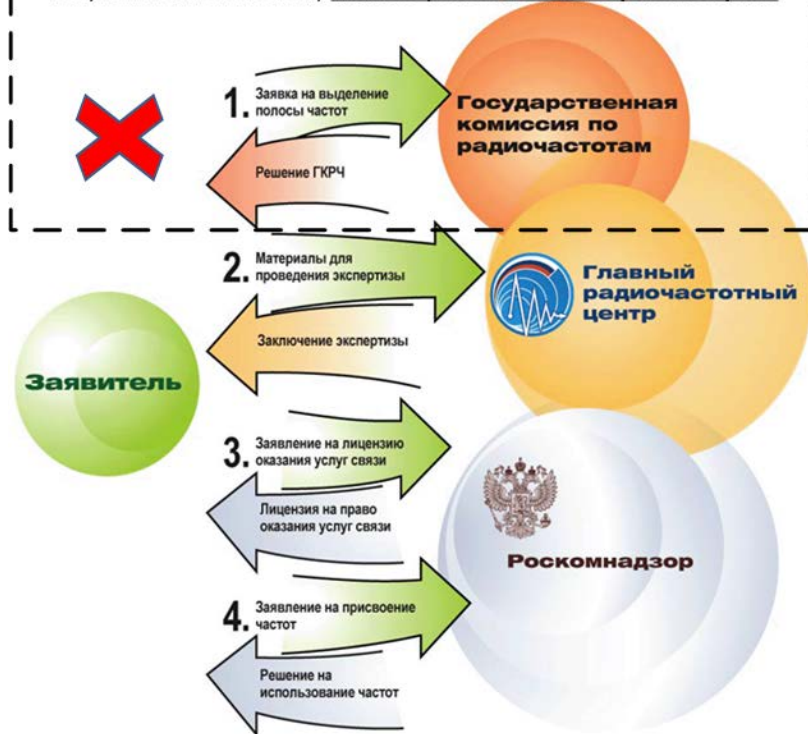 1.
Заявка на выделение
полосы частот
Государственная
комиссия по
радиочастотам
Решение ГКРЧ
2.
Материалы для
проведения экспертизы
Главный
радиочастотный
центр
Заключение экспертизы
Заявитель
3.
Заявление на лицензию
оказания услуг связи
Лицензия на право
оказания услуг связи
Роскомнадзор
4.
Заявление на присвоение
частот
Решение на
использование частот